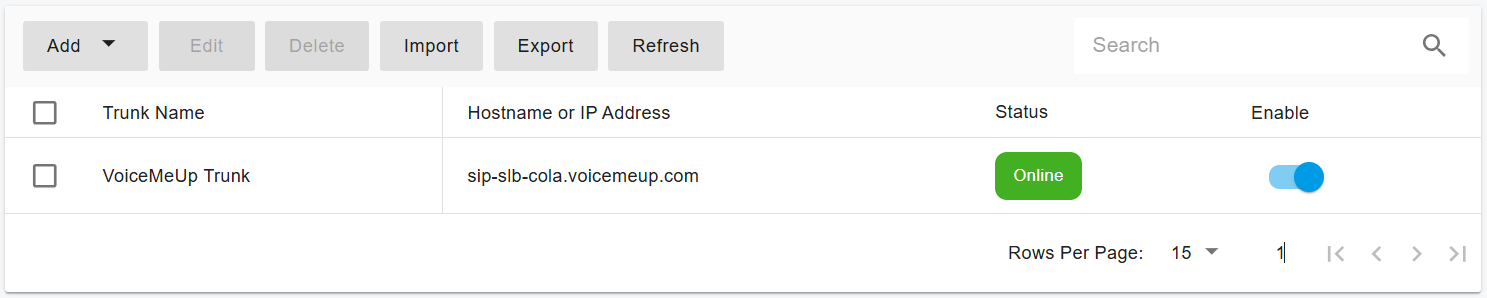 Add Edit Delete Import Export Refresh Search
Trunk Name Hostname or IP Address Status Enable
VoiceMeUp Trunk sip-slb-cola.voicemeup.com Online
Rows Per Page: 15 1